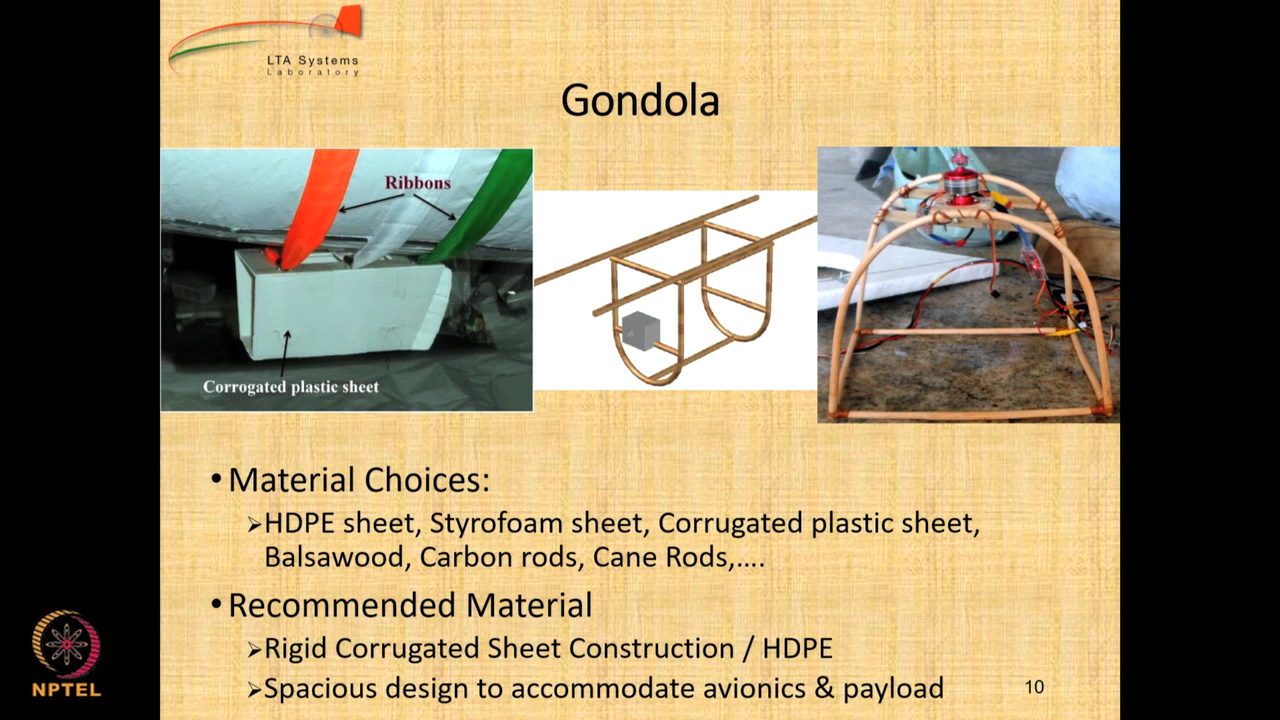 LTA Systems
Laboratory
Gondola
Ribbons
Corrogated plastic sheet
•Material Choices:
➢HDPE sheet, Styrofoam sheet, Corrugated plastic sheet,
Balsawood, Carbon rods, Cane Rods,....
•Recommended Material
➢Rigid Corrugated Sheet Construction / HDPE
➢Spacious design to accommodate avionics & payload
10
NPTEL